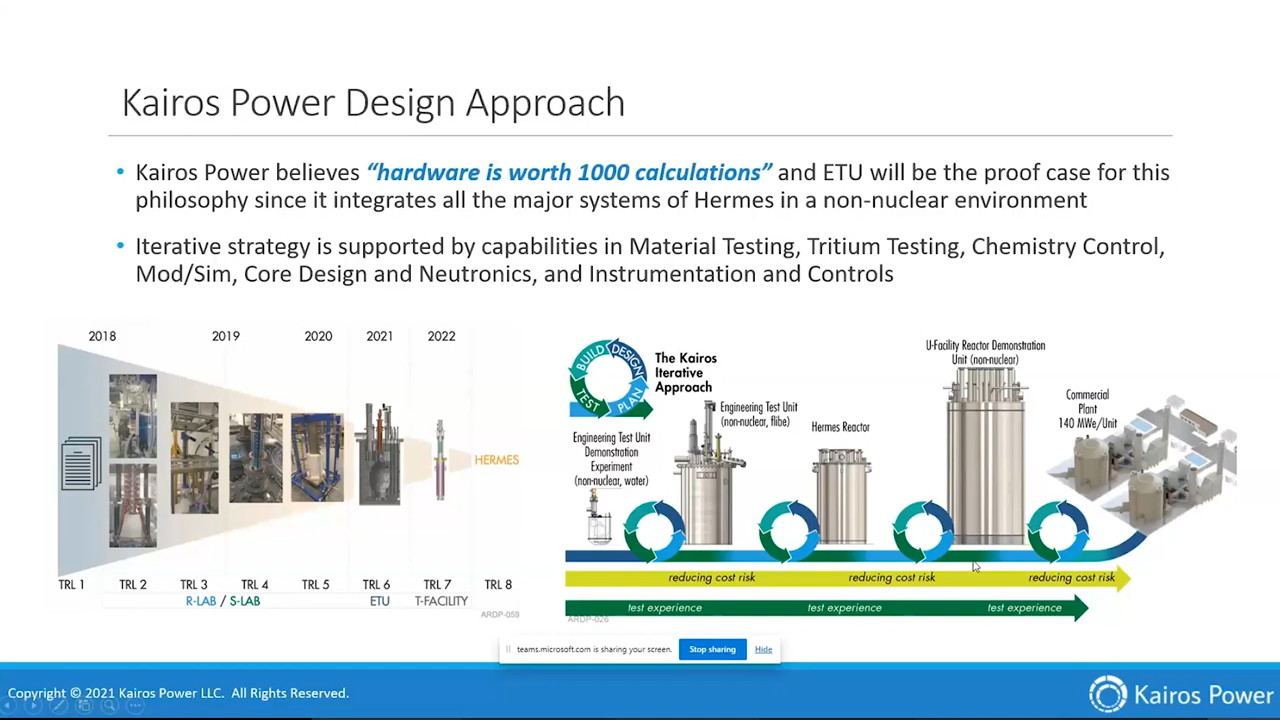 Kairos Power Design Approach
• Kairos Power believes “hardware is worth 1000 calculations” and ETU will be the proof case for this
philosophy since it integrates all the major systems of Hermes in a non-nuclear environment
• Iterative strategy is supported by capabilities in Material Testing, Tritium Testing, Chemistry Control,
Mod/Sim, Core Design and Neutronics, and Instrumentation and Controls
2018 2019 2020 2021 2022
HERMES
TRL 1 TRL 2 TRL 3 TRL 4 TRL 5 TRL 6 TRL 7 TRL 8
R-LAB / S-LAB ETU T-FACILITY
ARDP-059
BUILD DESIGN TEST PLAN
The Kairos
Iterative
Approach
Engineering Test Unit
Demonstration
Experiment
(non-nuclear, water)
Engineering Test Unit
(non-nuclear, flibe)
Hermes Reactor
U-Facility Reactor Demonstration
Unit (non-nuclear)
Commercial
Plant
140 MWe/Unit
reducing cost risk reducing cost risk reducing cost risk
test experience test experience test experience
ARDP-026
teams.microsoft.com is sharing your screen. Stop sharing Hide
Copyright © 2021 Kairos Power LLC. All Rights Reserved.
Kairos Power